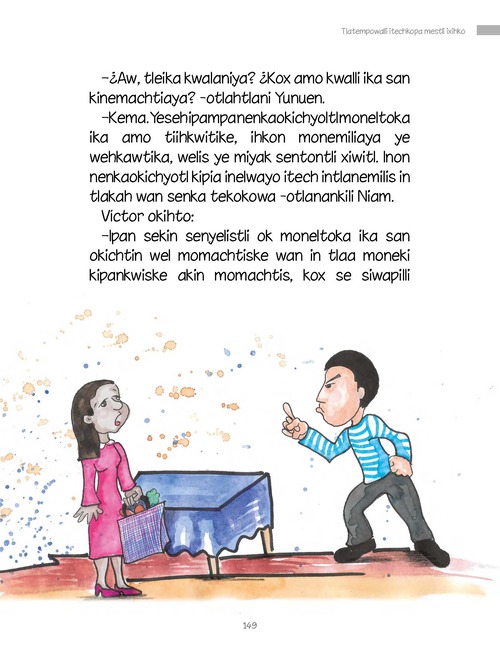 Tlatempowalli itechkopa mestli ixihko
–¿Aw, tleika kwalaniya? ¿Kox amo kwalli ika san
kinemachtiaya? -otlahtlani Yunuen.
–Kema.Yesehipampanenkaokichyoltlmoneltoka
ika amo tiihkwitike, ihkon monemiliaya ye
wehkawtika, welis ye miyak sentontli xiwitl. Inon
nenkaokichyotl kipia inelwayo itech intlanemilis in
tlakah wan senka tekokowa -otlanankili Niam.
Victor okihto:
–Ipan sekin senyelistli ok moneltoka ika san
okichtin wel momachtiske wan in tlaa moneki
kipankwiske akin momachtis, kox se siwapilli
149